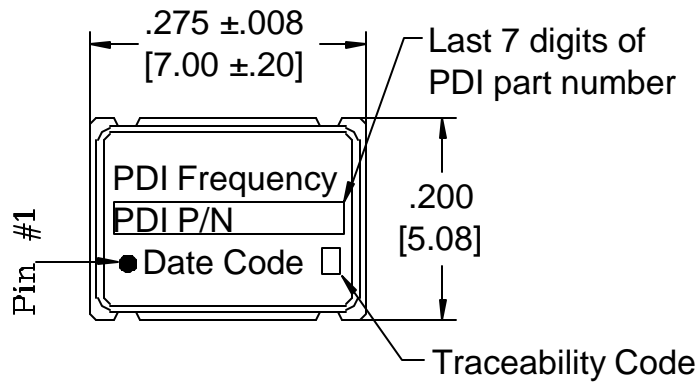 .275 ±.008
[7.00 ±.20]
Last 7 digits of
PDI part number
PDI Frequency
PDI P/N
Date Code
.200
[5.08]
Pin #1
Traceability Code